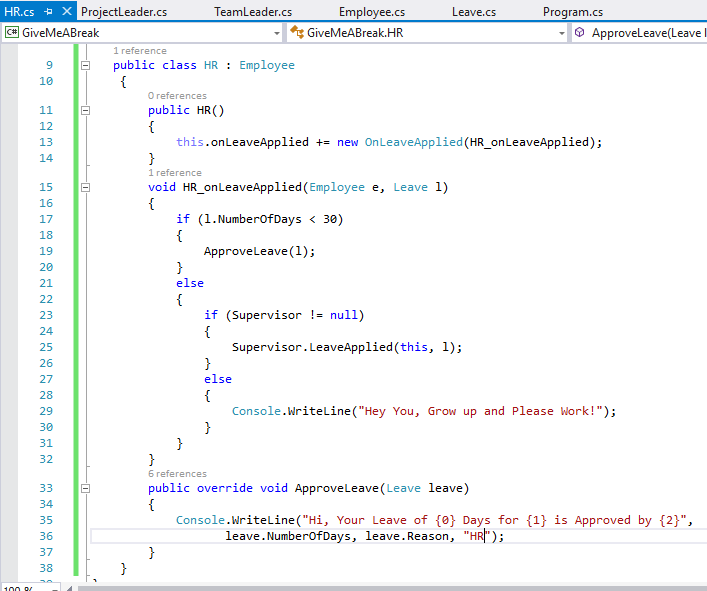 HR.cs ProjectLeader.cs TeamLeader.cs Employee.cs Leave.cs Program.cs
C# GiveMeABreak GiveMeABreak.HR ApproveLeave(Leave l
1 reference
9 public class HR : Employee
10 {
0 references
11 public HR()
12 {
13 this.onLeaveApplied += new OnLeaveApplied(HR_onLeaveApplied);
14 }
1 reference
15 void HR_onLeaveApplied(Employee e, Leave l)
16 {
17 if (l.NumberOfDays < 30)
18 {
19 ApproveLeave(l);
20 }
21 else
22 {
23 if (Supervisor != null)
24 {
25 Supervisor.LeaveApplied(this, l);
26 }
27 else
28 {
29 Console.WriteLine("Hey You, Grow up and Please Work!");
30 }
31 }
32 }
6 references
33 public override void ApproveLeave(Leave leave)
34 {
35 Console.WriteLine("Hi, Your Leave of {0} Days for {1} is Approved by {2}",
36 leave.NumberOfDays, leave.Reason, "HR");
37 }
38 }
39 }
100 %